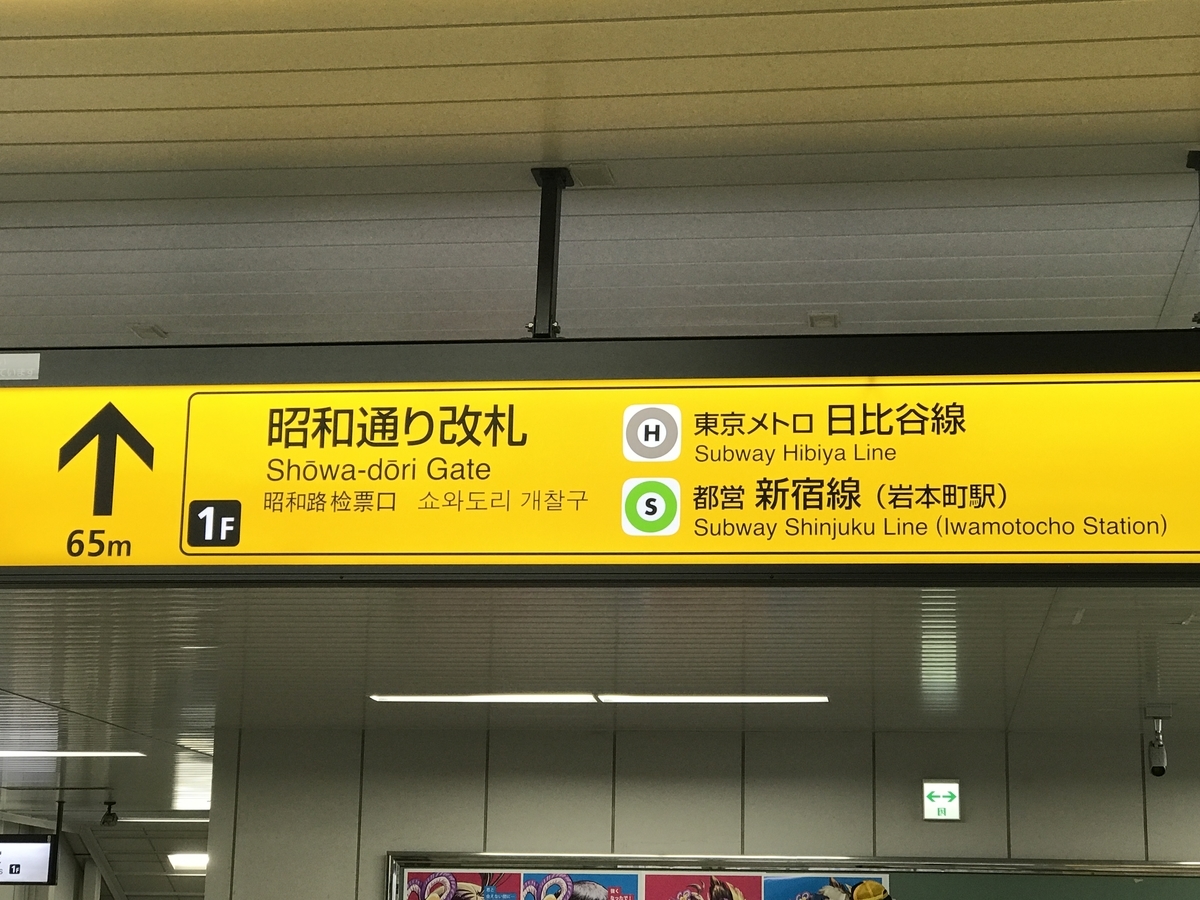 65m
1F
昭和通り改札
Shōwa-dōri Gate
昭和路检票口 쇼와도리 개찰구
H 東京メトロ 日比谷線
Subway Hibiya Line
S 都営 新宿線（岩本町駅）
Subway Shinjuku Line (Iwamotocho Station)
1F